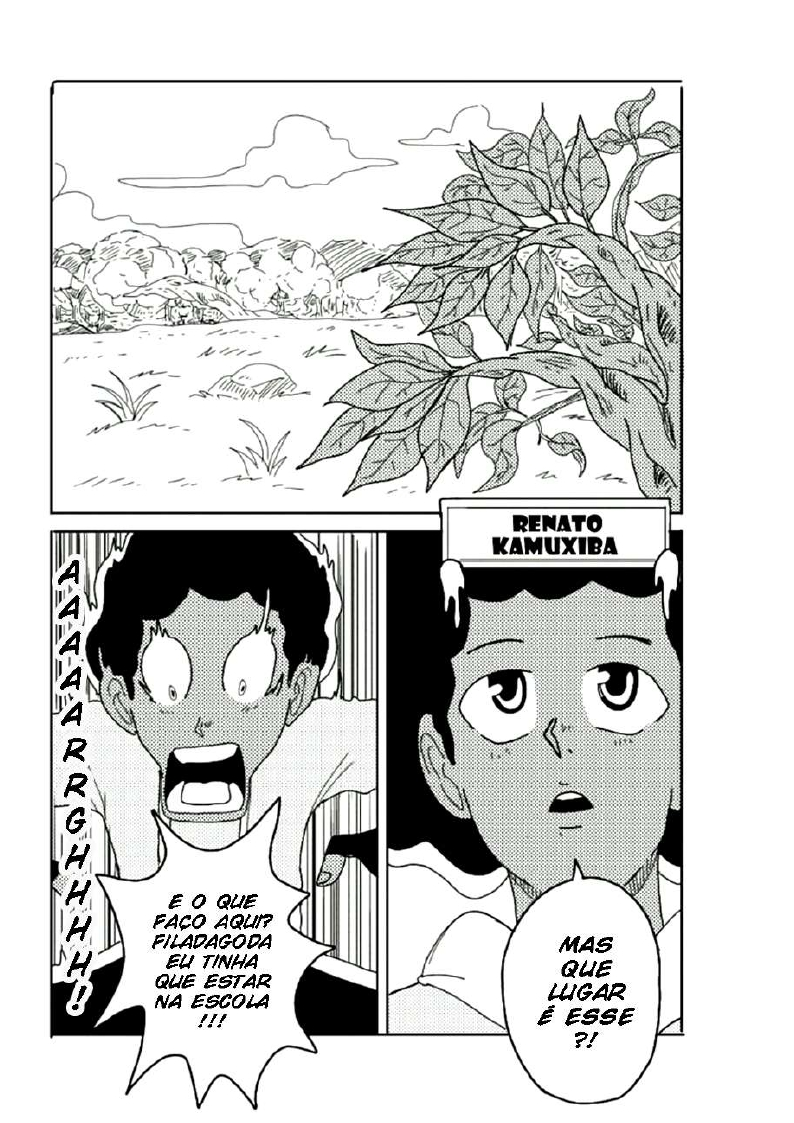 RENATO
KAMUXIBA
MAS
QUE
LUGAR
É ESSE
?!
AAAAAARRGHHHH!
E O QUE
FAÇO AQUI?
FILADAGODA
EU TINHA
QUE ESTAR
NA ESCOLA
!!!